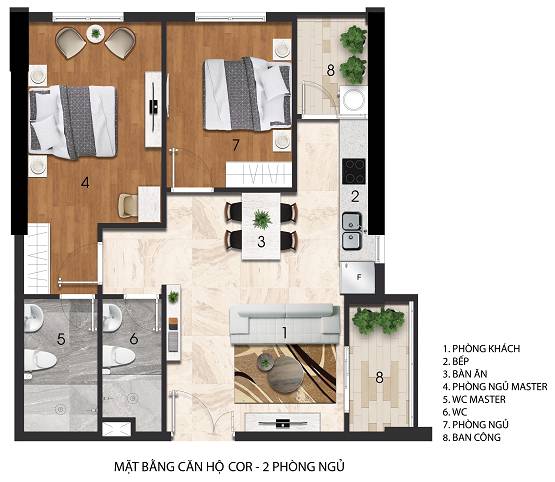 8
7
4
2
3
F
1
5
6
8
1. PHÒNG KHÁCH
2. BẾP
3. BÀN ĂN
4. PHÒNG NGỦ MASTER
5. WC MASTER
6. WC
7. PHÒNG NGỦ
8. BAN CÔNG
MẶT BẰNG CĂN HỘ COR - 2 PHÒNG NGỦ